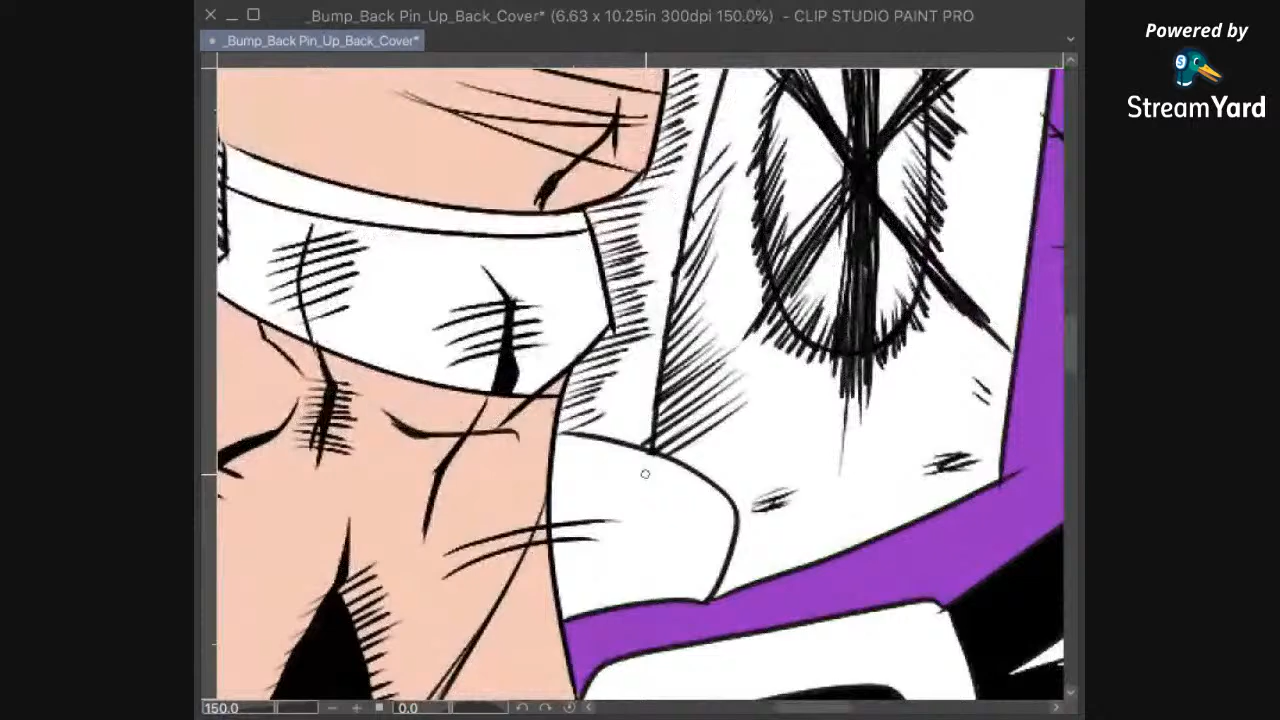 _Bump_Back Pin_Up_Back_Cover* (6.63 x 10.25in 300dpi 150.0%)  - CLIP STUDIO PAINT PRO
_Bump_Back Pin_Up_Back_Cover*
Powered by
StreamYard
150.0
0.0